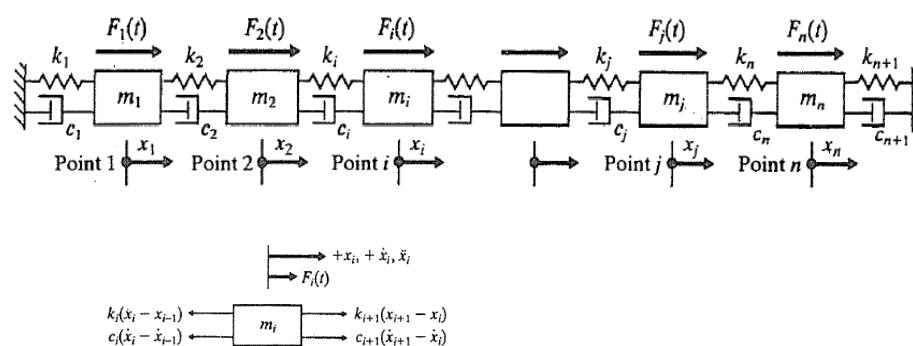 F₁(t) F₂(t) Fᵢ(t) Fⱼ(t) Fₙ(t)
k₁ k₂ kᵢ kⱼ kₙ kₙ₊₁
m₁ m₂ mᵢ mⱼ mₙ
c₁ c₂ cᵢ cⱼ cₙ cₙ₊₁
x₁ x₂ xᵢ xⱼ xₙ
Point 1 Point 2 Point i Point j Point n
+xᵢ, +ẋᵢ, ẍᵢ
Fᵢ(t)
kᵢ(xᵢ − xᵢ₋₁) kᵢ₊₁(xᵢ₊₁ − xᵢ)
mᵢ
cᵢ(ẋᵢ − ẋᵢ₋₁) cᵢ₊₁(ẋᵢ₊₁ − ẋᵢ)